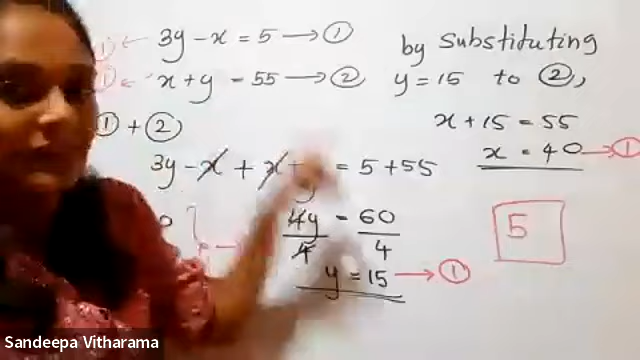 3y - x = 5 → ①
by substituting
x + y = 55 → ②
y = 15 to ②,
① + ②
x + 15 = 55
x = 40 → ①
3y - x + x + y = 5 + 55
4y = 60
4 4
5
y = 15 → ①
Sandeepa Vitharama